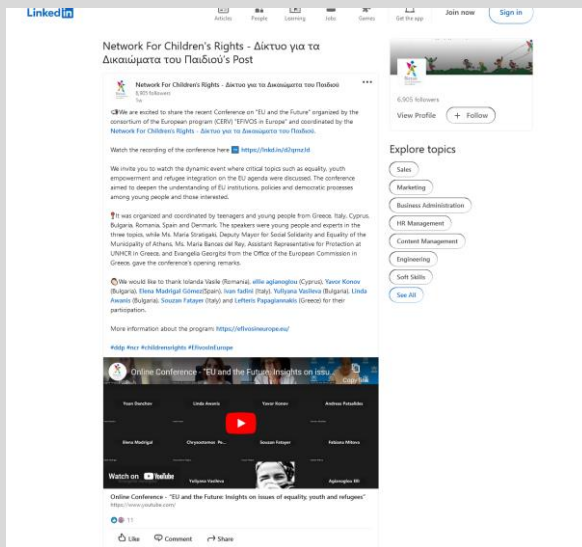 LinkedIn
Articles
People
Learning
Jobs
Games
Get the app
Join now
Sign in
Network For Children's Rights - Δίκτυο για τα
Δικαιώματα του Παιδιού's Post
Network For Children's Rights - Δίκτυο για τα Δικαιώματα του Παιδιού
6,905 followers
1w
We are excited to share the recent Conference on "EU and the Future" organized by the
consortium of the European program (CERV) "EFIVOS in Europe" and coordinated by the
Network For Children's Rights - Δίκτυο για τα Δικαιώματα του Παιδιού.
Watch the recording of the conference here
We invite you to watch the dynamic event where critical topics such as equality, youth
empowerment and refugee integration on the EU agenda were discussed. The conference
aimed to deepen the understanding of EU institutions, policies and democratic processes
among young people and those interested.
It was organized and coordinated by teenagers and young people from Greece, Italy, Cyprus,
Bulgaria, Romania, Spain and Denmark. The speakers were young people and experts in the
three topics, while Ms. Maria Stratigaki, Deputy Mayor for Social Solidarity and Equality of the
Municipality of Athens, Ms. Maria Bances del Rey, Assistant Representative for Protection at
UNHCR in Greece, and Evangelia Georgitsi from the Office of the European Commission in
Greece, gave the conference's opening remarks.
We would like to thank Iolanda Vasile (Romania), ellie aglanoglou (Cyprus), Yavor Konov
(Bulgaria), Elena Madrigal Gómez(Spain), ivan fadini (Italy), Yuliyana Vasileva (Bulgaria), Linda
Awanis (Bulgaria), Souzan Fatayer (Italy) and Lefteris Papagiannakis (Greece) for their
participation.
More information about the program: https://efivosineurope.eu/
#ddp #ncr #childrensrights #EfivosInEurope
Online Conference - "EU and the Future: Insights on issu...
Copy link
Yoan Danchev
Linda Awanis
Yavor Konov
Andreas Patsalides
Elena Madrigal
Chrysostomos Pe...
Souzan Fatayer
Fabiana Mitova
Watch on YouTube
Yuliyana Vasileva
Agianoglou Elli
Online Conference - "EU and the Future: Insights on issues of equality, youth and refugees"
https://www.youtube.com/
11
Like
Comment
Share
6,905 followers
View Profile
+ Follow
Explore topics
Sales
Marketing
Business Administration
HR Management
Content Management
Engineering
Soft Skills
See All